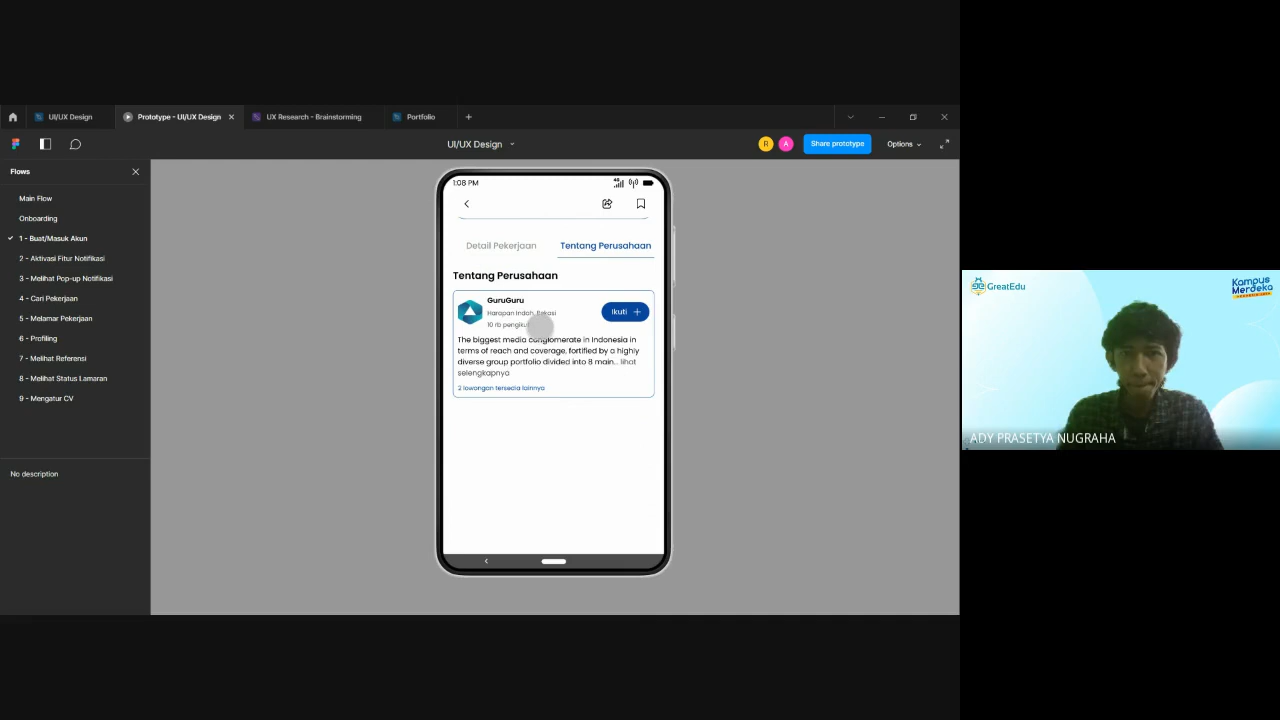 UI/UX Design
Prototype - UI/UX Design
UX Research - Brainstorming
Portfolio
UI/UX Design
R
A
Share prototype
Options
Flows
Main Flow
Onboarding
1 - Buat/Masuk Akun
2 - Aktivasi Fitur Notifikasi
3 - Melihat Pop-up Notifikasi
4 - Cari Pekerjaan
5 - Melamar Pekerjaan
6 - Profiling
7 - Melihat Referensi
8 - Melihat Status Lamaran
9 - Mengatur CV
No description
1:08 PM
4G
Detail Pekerjaan
Tentang Perusahaan
Tentang Perusahaan
GuruGuru
Harapan Indah, Bekasi
10 rb pengikut
Ikuti
The biggest media conglomerate in Indonesia in
terms of reach and coverage, fortified by a highly
diverse group portfolio divided into 8 main... lihat
selengkapnya
2 lowongan tersedia lainnya
GreatEdu
Kampus
Merdeka
ADY PRASETYA NUGRAHA